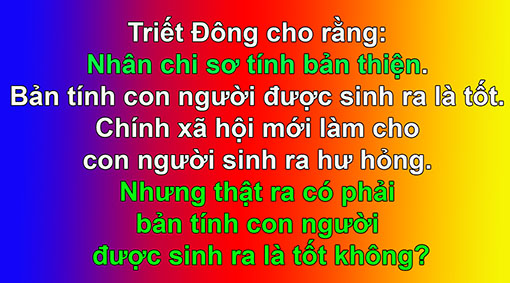 Triết Đông cho rằng:
Nhân chi sơ tính bản thiện.
Bản tính con người được sinh ra là tốt.
Chính xã hội mới làm cho
con người sinh ra hư hỏng.
Nhưng thật ra có phải
bản tính con người
được sinh ra là tốt không?